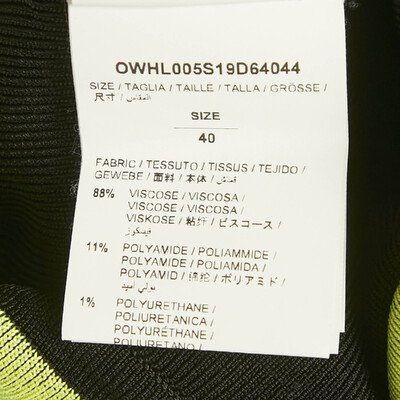 OWHL005S19D64044
SIZE / TAGLIA / TAILLE / TALLA / GRÖSSE /
尺寸 / المقاس /
SIZE
40
FABRIC / TESSUTO / TISSUS / TEJIDO /
GEWEBE / 面料 / 本体 / قماش /
88% VISCOSE / VISCOSA /
VISCOSE / VISCOSA /
VISKOSE / 粘纤 / ビスコース /
فيسكوز
11% POLYAMIDE / POLIAMMIDE /
POLYAMIDE / POLIAMIDA /
POLYAMID / 锦纶 / ポリアミド /
بولي اميد
1% POLYURETHANE /
POLIURETANICA /
POLYURÉTHANE /